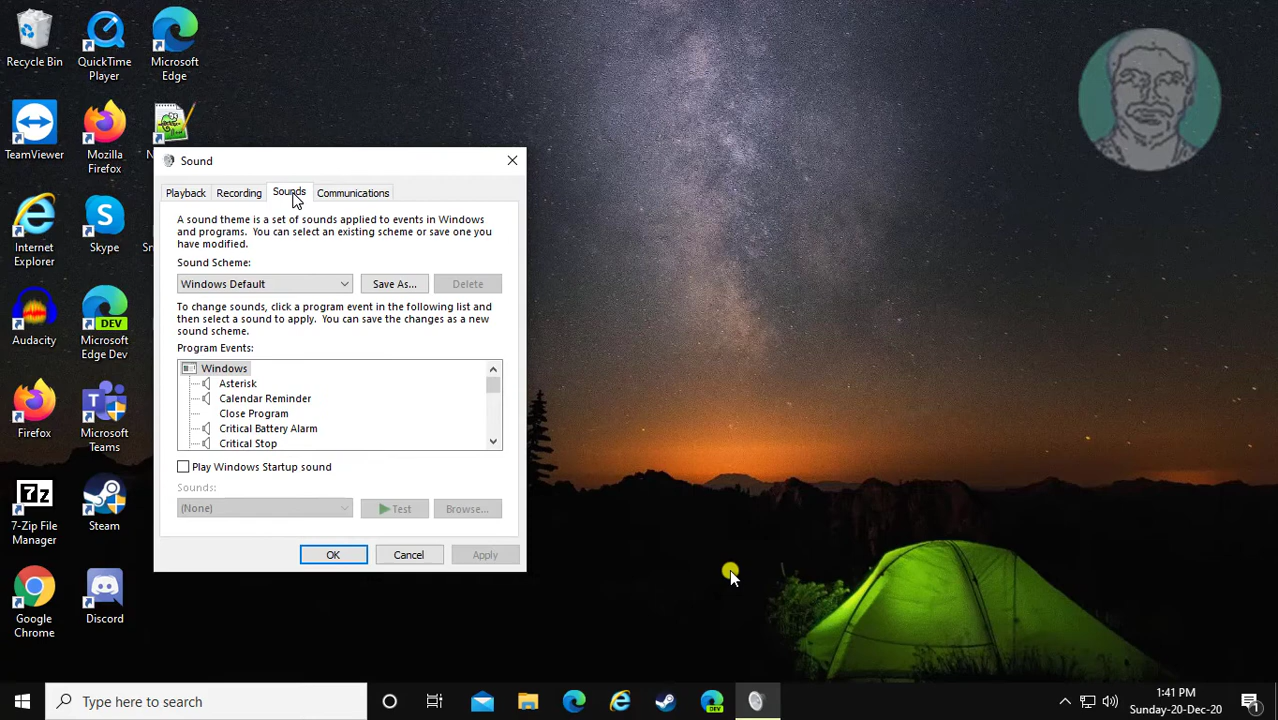 Recycle Bin
QuickTime
Player
Microsoft
Edge
TeamViewer
Mozilla
Firefox
Internet
Explorer
Skype
Audacity
DEV
Microsoft
Edge Dev
Firefox
Microsoft
Teams
7z
7-Zip File
Manager
Steam
Google
Chrome
Discord
Sound
Playback
Recording
Sounds
Communications
A sound theme is a set of sounds applied to events in Windows
and programs. You can select an existing scheme or save one you
have modified.
Sound Scheme:
Windows Default
Save As...
Delete
To change sounds, click a program event in the following list and
then select a sound to apply. You can save the changes as a new
sound scheme.
Program Events:
Windows
Asterisk
Calendar Reminder
Close Program
Critical Battery Alarm
Critical Stop
Play Windows Startup sound
Sounds:
(None)
Test
Browse...
OK
Cancel
Apply
Type here to search
1:41 PM
Sunday-20-Dec-20
1